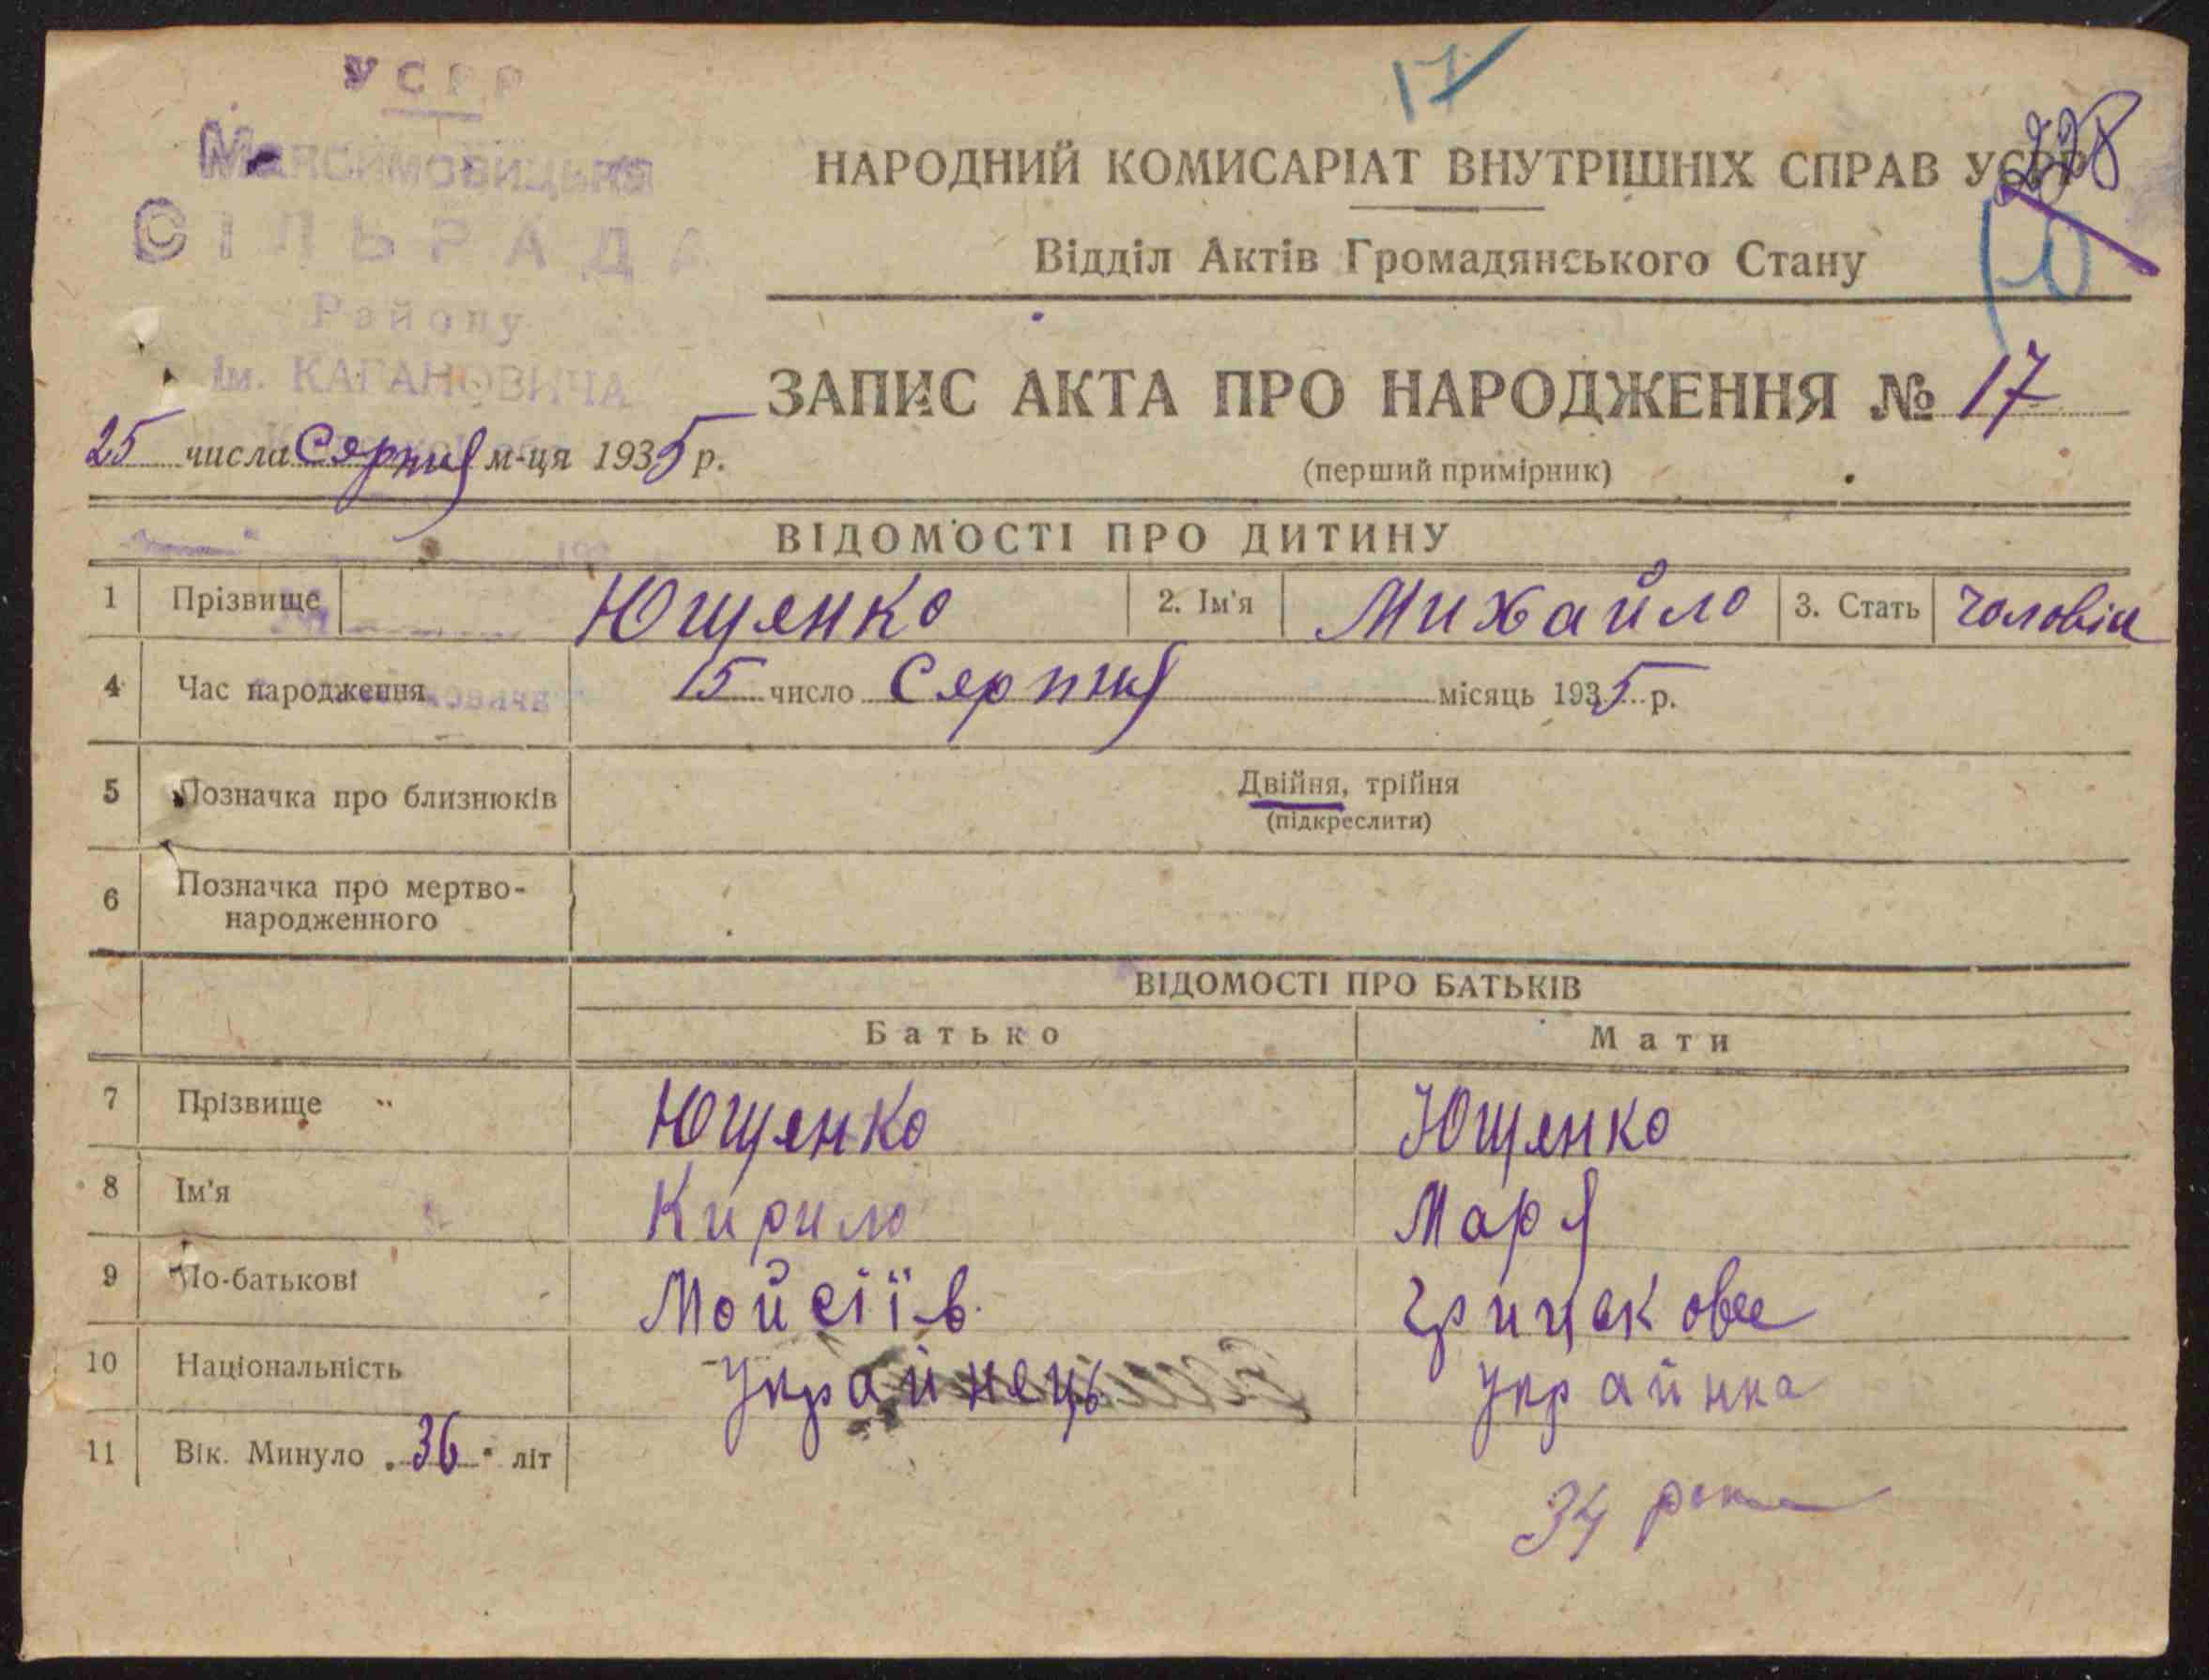 УСРР
Максимовицька
СІЛЬРАДА
Району
Ім. КАГАНОВИЧА
25 числа Серпня м-ця 1935 р.
17
228
НАРОДНИЙ КОМИСАРІАТ ВНУТРІШНІХ СПРАВ УСРР
Відділ Актів Громадянського Стану
ЗАПИС АКТА ПРО НАРОДЖЕННЯ № 17
(перший примірник)
ВІДОМОСТІ ПРО ДИТИНУ
1 Прізвище Ющенко 2. Ім'я Михайло 3. Стать чоловік
4 Час народження 15 число Серпня місяць 1935 р.
5 Позначка про близнюків Двійня, трійня
(підкреслити)
6 Позначка про мертво-
народженного
ВІДОМОСТІ ПРО БАТЬКІВ
Батько Мати
7 Прізвище Ющенко Ющенко
8 Ім'я Кирило Маря
9 По-батькові Мойсіїв Грицькова
10 Національність Українець Українка
11 Вік. Минуло 36 літ
34 роки